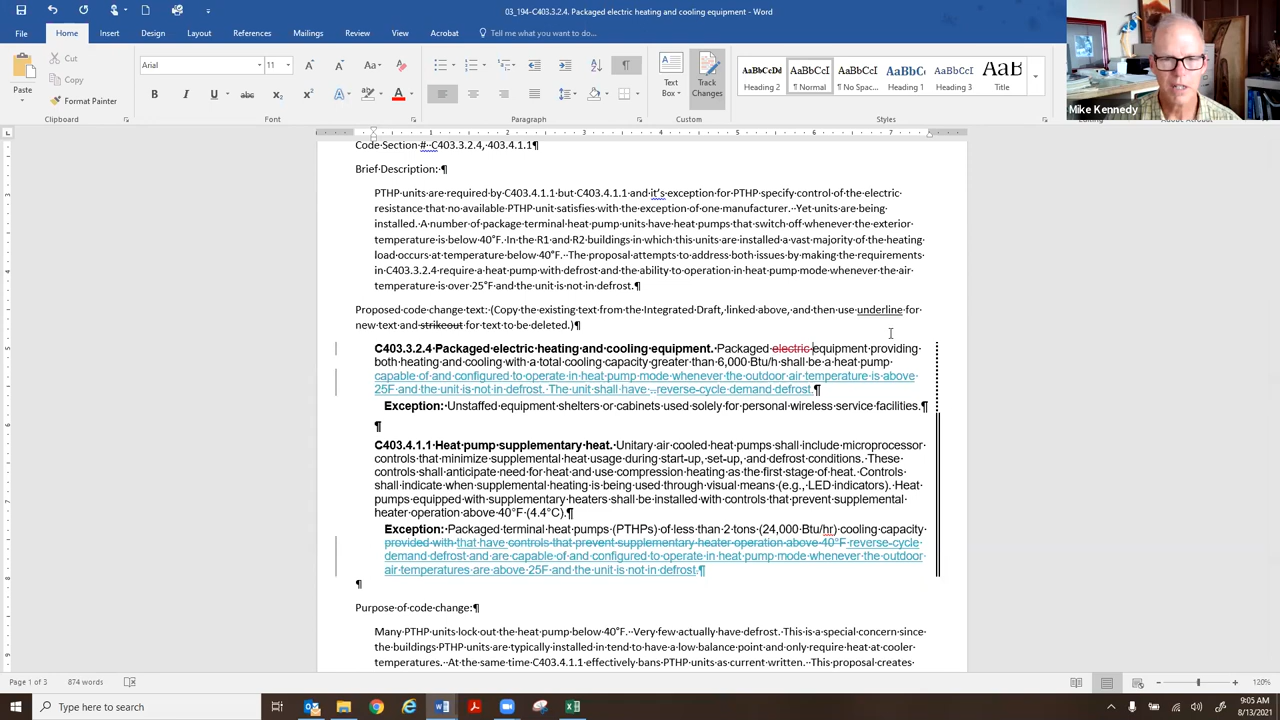 03_194-C403.3.2.4. Packaged electric heating and cooling equipment - Word
File Home Insert Design Layout References Mailings Review View Acrobat Tell me what you want to do...
Paste
Cut
Copy
Format Painter
Clipboard
Arial 11
Font
Paragraph
Text Box
Track Changes
Custom
AaBbCcDd Heading 2
AaBbCcI ¶ Normal
AaBbCcI ¶ No Spac...
AaBbC Heading 1
AaBbCcI Heading 3
AaB Title
Styles
Editing
Mike Kennedy
Code Section #: C403.3.2.4, 403.4.1.1¶
Brief Description: ¶
PTHP units are required by C403.4.1.1 but C403.4.1.1 and it's exception for PTHP specify control of the electric
resistance that no available PTHP unit satisfies with the exception of one manufacturer. Yet units are being
installed. A number of package terminal heat pump units have heat pumps that switch off whenever the exterior
temperature is below 40°F. In the R1 and R2 buildings in which this units are installed a vast majority of the heating
load occurs at temperature below 40°F. The proposal attempts to address both issues by making the requirements
in C403.3.2.4 require a heat pump with defrost and the ability to operation in heat pump mode whenever the air
temperature is over 25°F and the unit is not in defrost.¶
Proposed code change text: (Copy the existing text from the Integrated Draft, linked above, and then use underline for
new text and strikeout for text to be deleted.)¶
C403.3.2.4 Packaged electric heating and cooling equipment. Packaged electric equipment providing
both heating and cooling with a total cooling capacity greater than 6,000 Btu/h shall be a heat pump
capable of and configured to operate in heat pump mode whenever the outdoor air temperature is above
25F and the unit is not in defrost. The unit shall have ..reverse-cycle demand defrost.¶
Exception: Unstaffed equipment shelters or cabinets used solely for personal wireless service facilities.¶
¶
C403.4.1.1 Heat pump supplementary heat. Unitary air cooled heat pumps shall include microprocessor
controls that minimize supplemental heat usage during start-up, set-up, and defrost conditions. These
controls shall anticipate need for heat and use compression heating as the first stage of heat. Controls
shall indicate when supplemental heating is being used through visual means (e.g., LED indicators). Heat
pumps equipped with supplementary heaters shall be installed with controls that prevent supplemental
heater operation above 40°F (4.4°C).¶
Exception: Packaged terminal heat pumps (PTHPs) of less than 2 tons (24,000 Btu/hr) cooling capacity
provided with that have controls that prevent supplementary heater operation above 40°F reverse-cycle
demand defrost and are capable of and configured to operate in heat pump mode whenever the outdoor
air temperatures are above 25F and the unit is not in defrost.¶
¶
Purpose of code change:¶
Many PTHP units lock out the heat pump below 40°F. Very few actually have defrost. This is a special concern since
the buildings PTHP units are typically installed in tend to have a low balance point and only require heat at cooler
temperatures. At the same time C403.4.1.1 effectively bans PTHP units as current written. This proposal creates
Page 1 of 3 874 words 120%
Type here to search
9:05 AM
8/13/2021